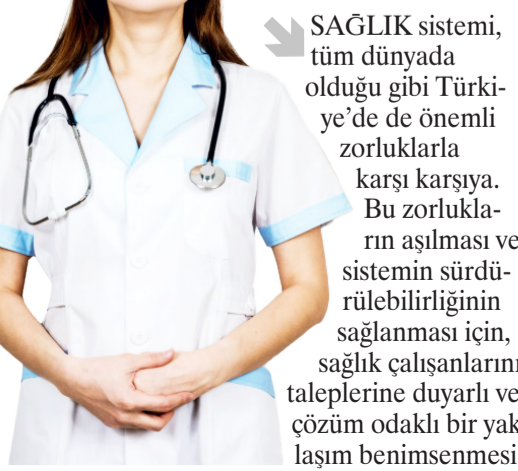 SAĞLIK sistemi,
tüm dünyada
olduğu gibi Türki-
ye’de de önemli
zorluklarla
karşı karşıya.
Bu zorlukla-
rın aşılması ve
sistemin sürdü-
rülebilirliğinin
sağlanması için,
sağlık çalışanlarını
taleplerine duyarlı ve
çözüm odaklı bir yak
laşım benimsenmesi